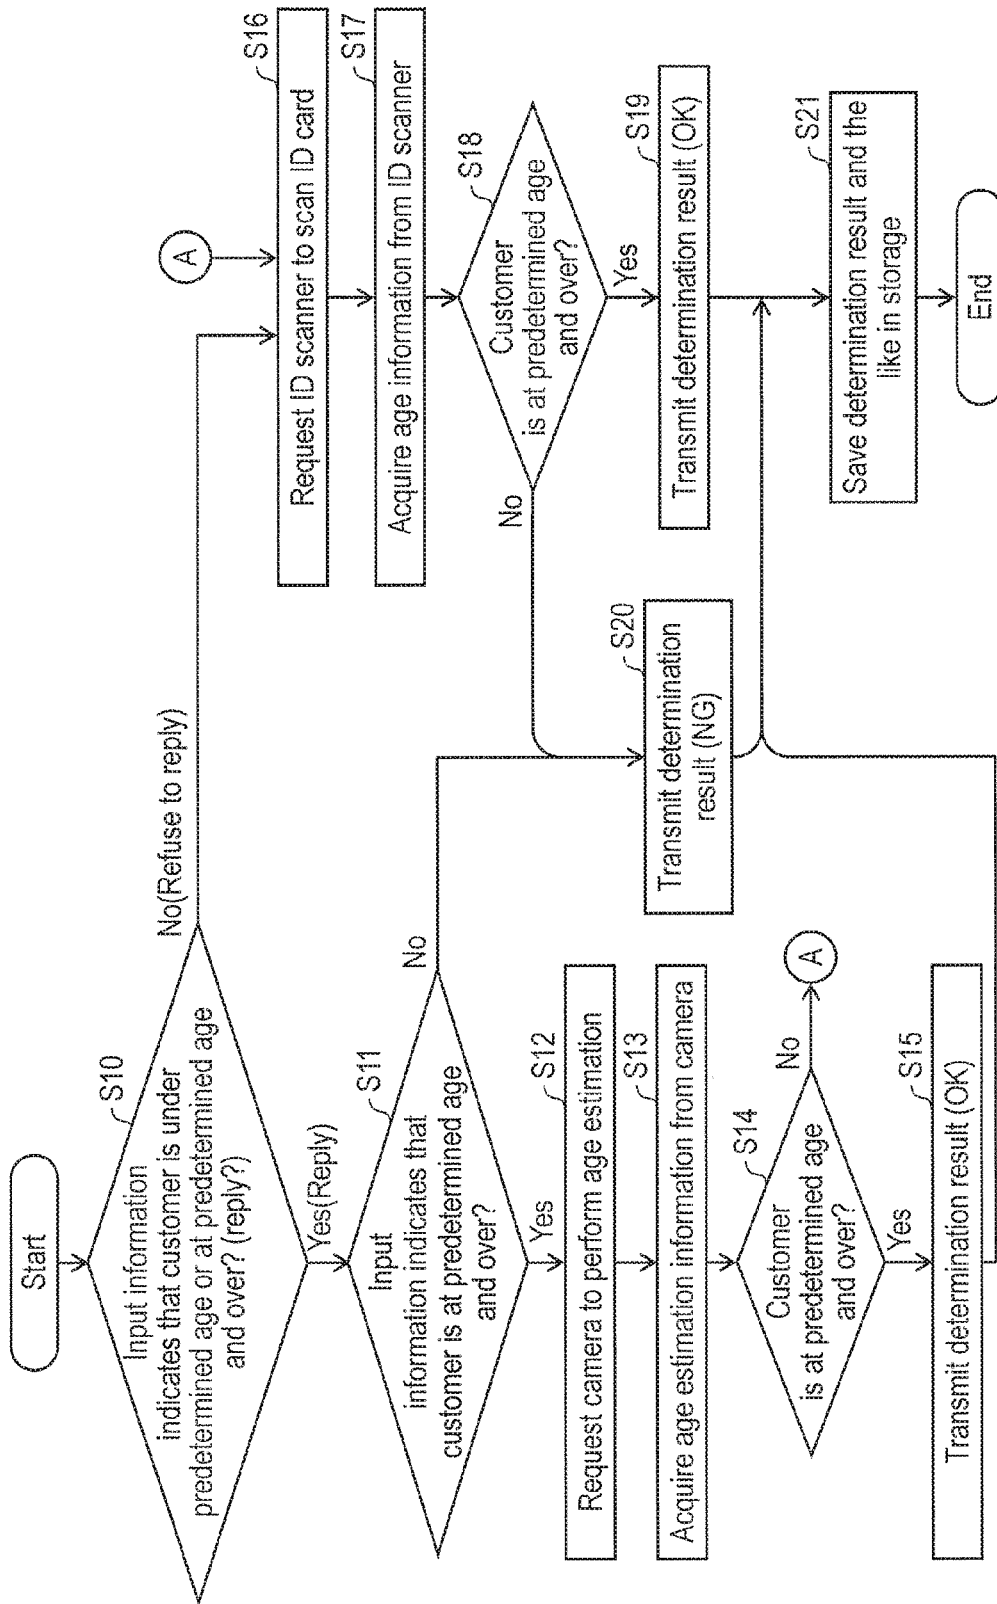 Start
S10
Input information
indicates that customer is under
predetermined age or at predetermined age
and over? (reply?)
No(Refuse to reply)
Yes(Reply)
S11
Input
information indicates that
customer is at predetermined age
and over?
No
Yes
S12
Request camera to perform age estimation
S13
Acquire age estimation information from camera
S14
Customer
is at predetermined age
and over?
No
A
Yes
S15
Transmit determination result (OK)
A
S16
Request ID scanner to scan ID card
S17
Acquire age information from ID scanner
S18
Customer
is at predetermined age
and over?
No
Yes
S19
Transmit determination result (OK)
S20
Transmit determination
result (NG)
S21
Save determination result and the
like in storage
End